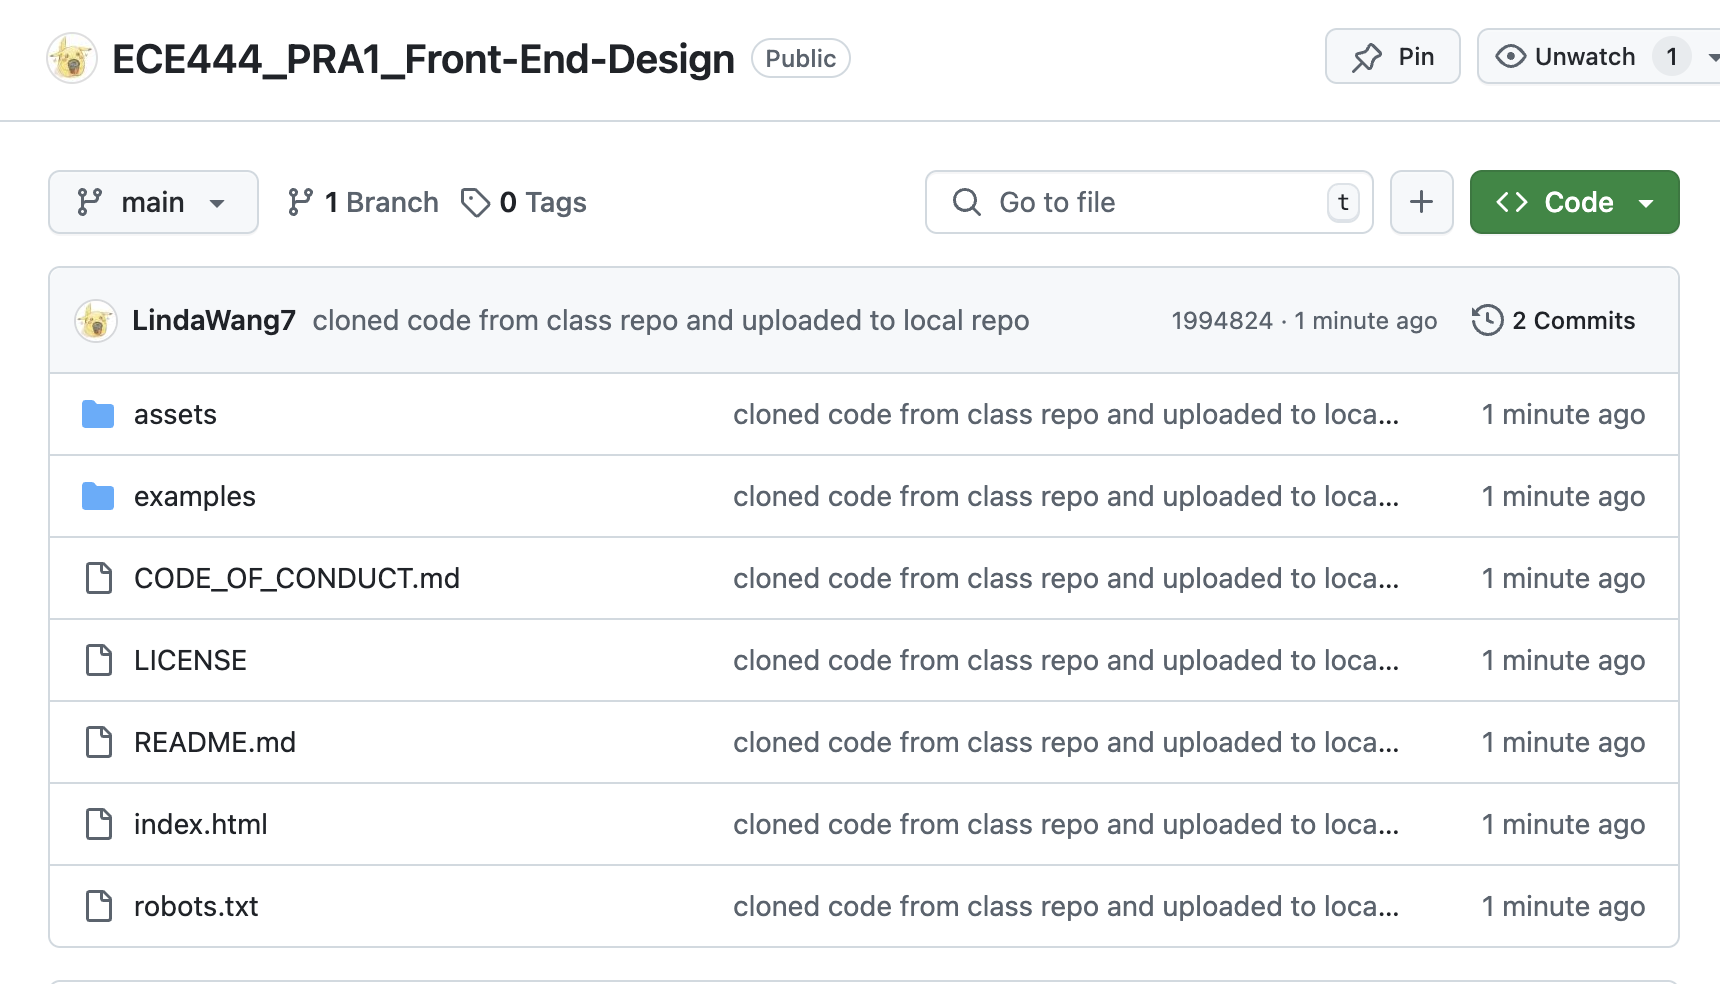 ECE444_PRA1_Front-End-Design Public Pin Unwatch 1
main 1 Branch 0 Tags Go to file t + <> Code
LindaWang7 cloned code from class repo and uploaded to local repo 1994824 · 1 minute ago 2 Commits
assets cloned code from class repo and uploaded to loca... 1 minute ago
examples cloned code from class repo and uploaded to loca... 1 minute ago
CODE_OF_CONDUCT.md cloned code from class repo and uploaded to loca... 1 minute ago
LICENSE cloned code from class repo and uploaded to loca... 1 minute ago
README.md cloned code from class repo and uploaded to loca... 1 minute ago
index.html cloned code from class repo and uploaded to loca... 1 minute ago
robots.txt cloned code from class repo and uploaded to loca... 1 minute ago